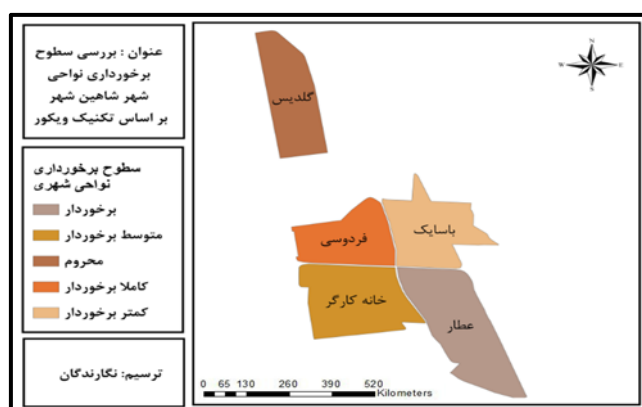 عنوان : بررسی سطوح
برخورداری نواحی
شهر شاهین شهر
بر اساس تکنیک ویکور
سطوح برخورداری
نواحی شهری
برخوردار
متوسط برخوردار
محروم
کاملا برخوردار
کمتر برخوردار
ترسیم: نگارندگان
گلدیس
N
W
E
S
باسایک
فردوسی
خانه کارگر
عطار
0 65 130 260 390 520
Kilometers